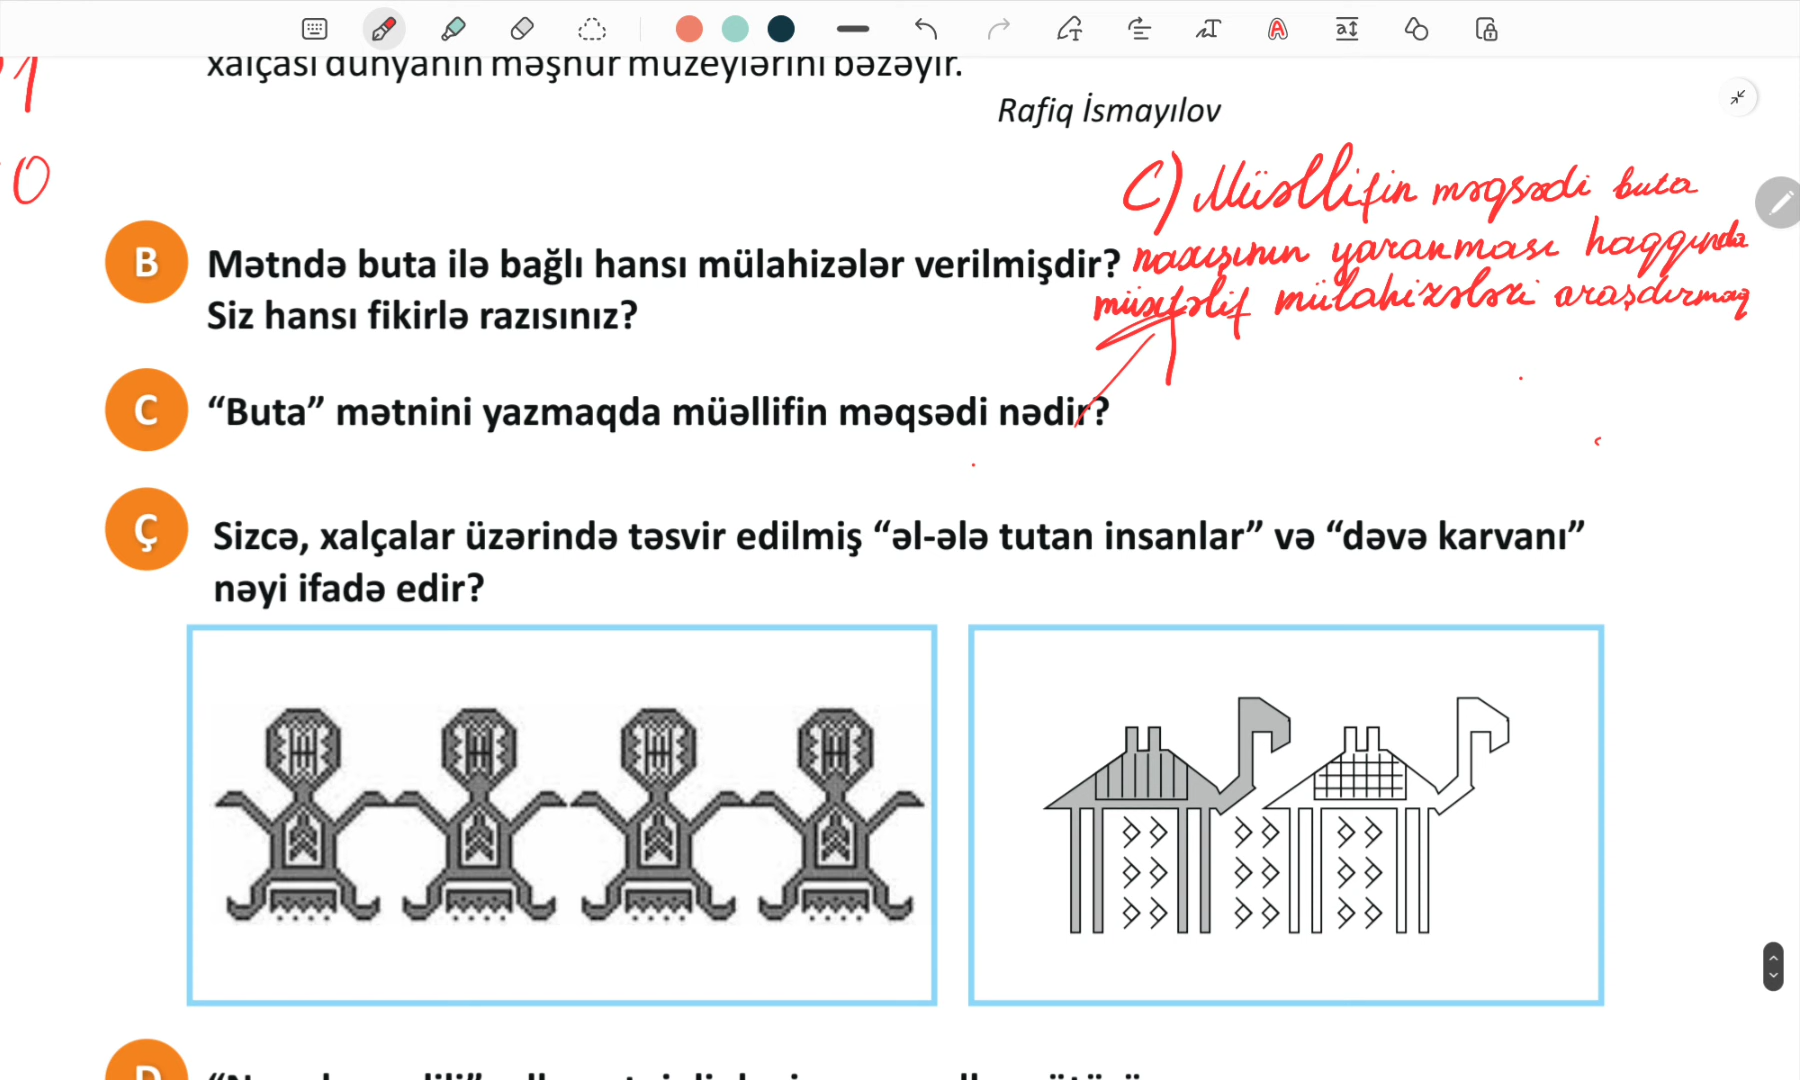 xalçası dünyanın məşhur muzeylərini bəzəyir.
Rafiq İsmayılov
C) Müəllifin məqsədi buta
naxışının yaranması haqqında
müxtəlif mülahizələri araşdırmaq
B
Mətndə buta ilə bağlı hansı mülahizələr verilmişdir?
Siz hansı fikirlə razısınız?
C
“Buta” mətnini yazmaqda müəllifin məqsədi nədir?
Ç
Sizcə, xalçalar üzərində təsvir edilmiş “əl-ələ tutan insanlar” və “dəvə karvanı”
nəyi ifadə edir?
D